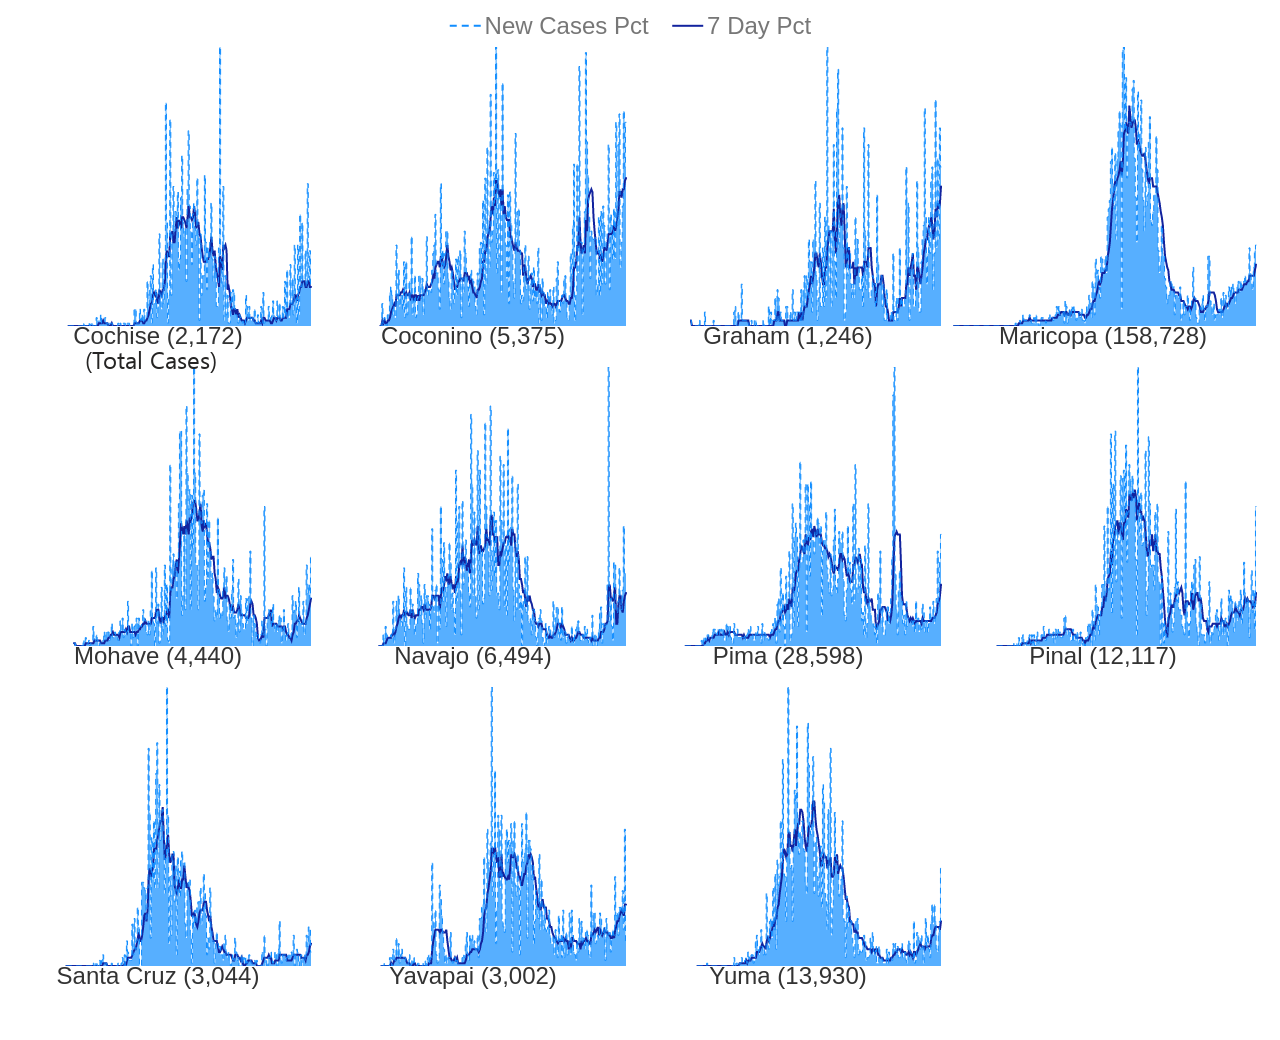 New Cases Pct 7 Day Pct
Cochise (2,172) Coconino (5,375) Graham (1,246) Maricopa (158,728)
(Total Cases)
Mohave (4,440) Navajo (6,494) Pima (28,598) Pinal (12,117)
Santa Cruz (3,044) Yavapai (3,002) Yuma (13,930)